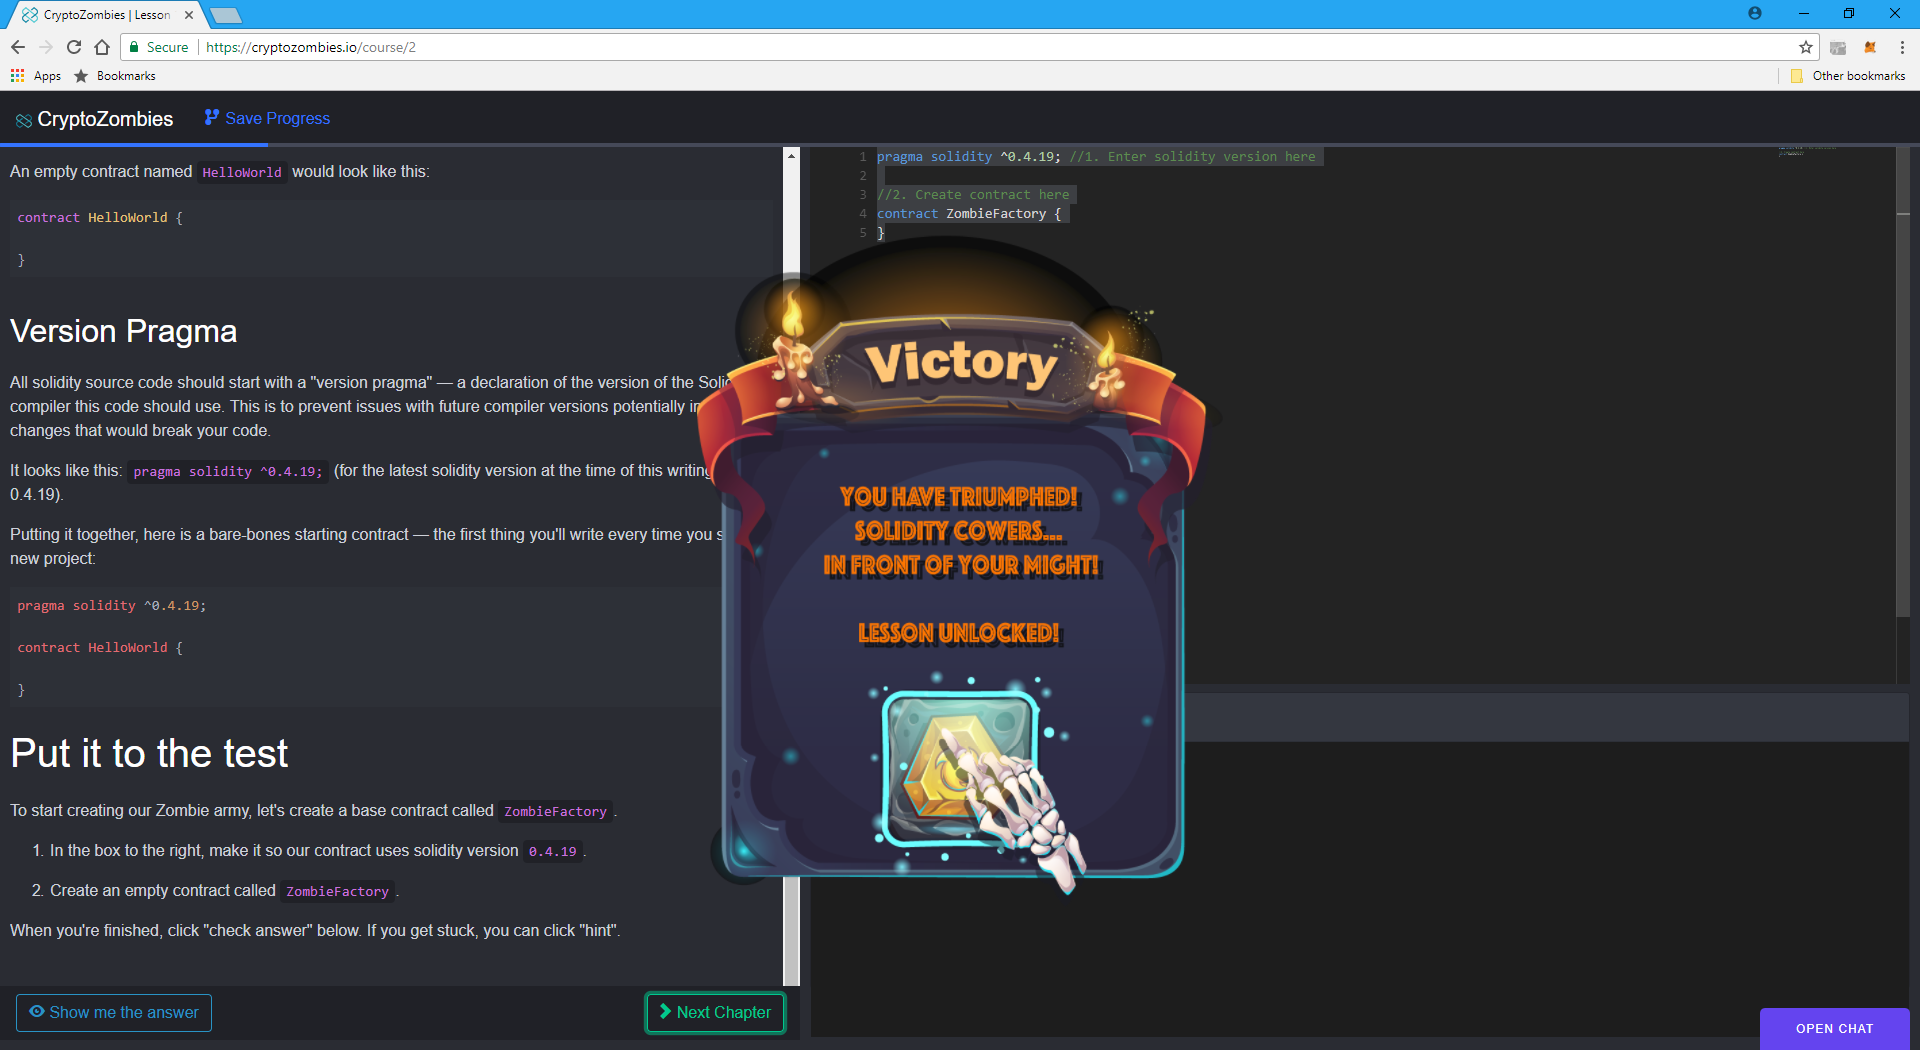 CryptoZombies | Lesson
Secure
https://cryptozombies.io/course/2
Apps
Bookmarks
Other bookmarks
CryptoZombies
Save Progress
An empty contract named HelloWorld would look like this:
contract HelloWorld {
}
Version Pragma
All solidity source code should start with a "version pragma" — a declaration of the version of the
compiler this code should use. This is to prevent issues with future compiler versions potentially
changes that would break your code.
It looks like this: pragma solidity ^0.4.19; (for the latest solidity version at the time of this writing
0.4.19).
Putting it together, here is a bare-bones starting contract — the first thing you'll write every time you
new project:
pragma solidity ^0.4.19;
contract HelloWorld {
}
Put it to the test
To start creating our Zombie army, let's create a base contract called ZombieFactory.
1. In the box to the right, make it so our contract uses solidity version 0.4.19.
2. Create an empty contract called ZombieFactory.
When you're finished, click "check answer" below. If you get stuck, you can click "hint".
Show me the answer
Next Chapter
1 pragma solidity ^0.4.19; //1. Enter solidity version here
2
3 //2. Create contract here
4 contract ZombieFactory {
5 }
Victory
YOU HAVE TRIUMPHED!
SOLIDITY COWERS...
IN FRONT OF YOUR MIGHT!
LESSON UNLOCKED!
OPEN CHAT